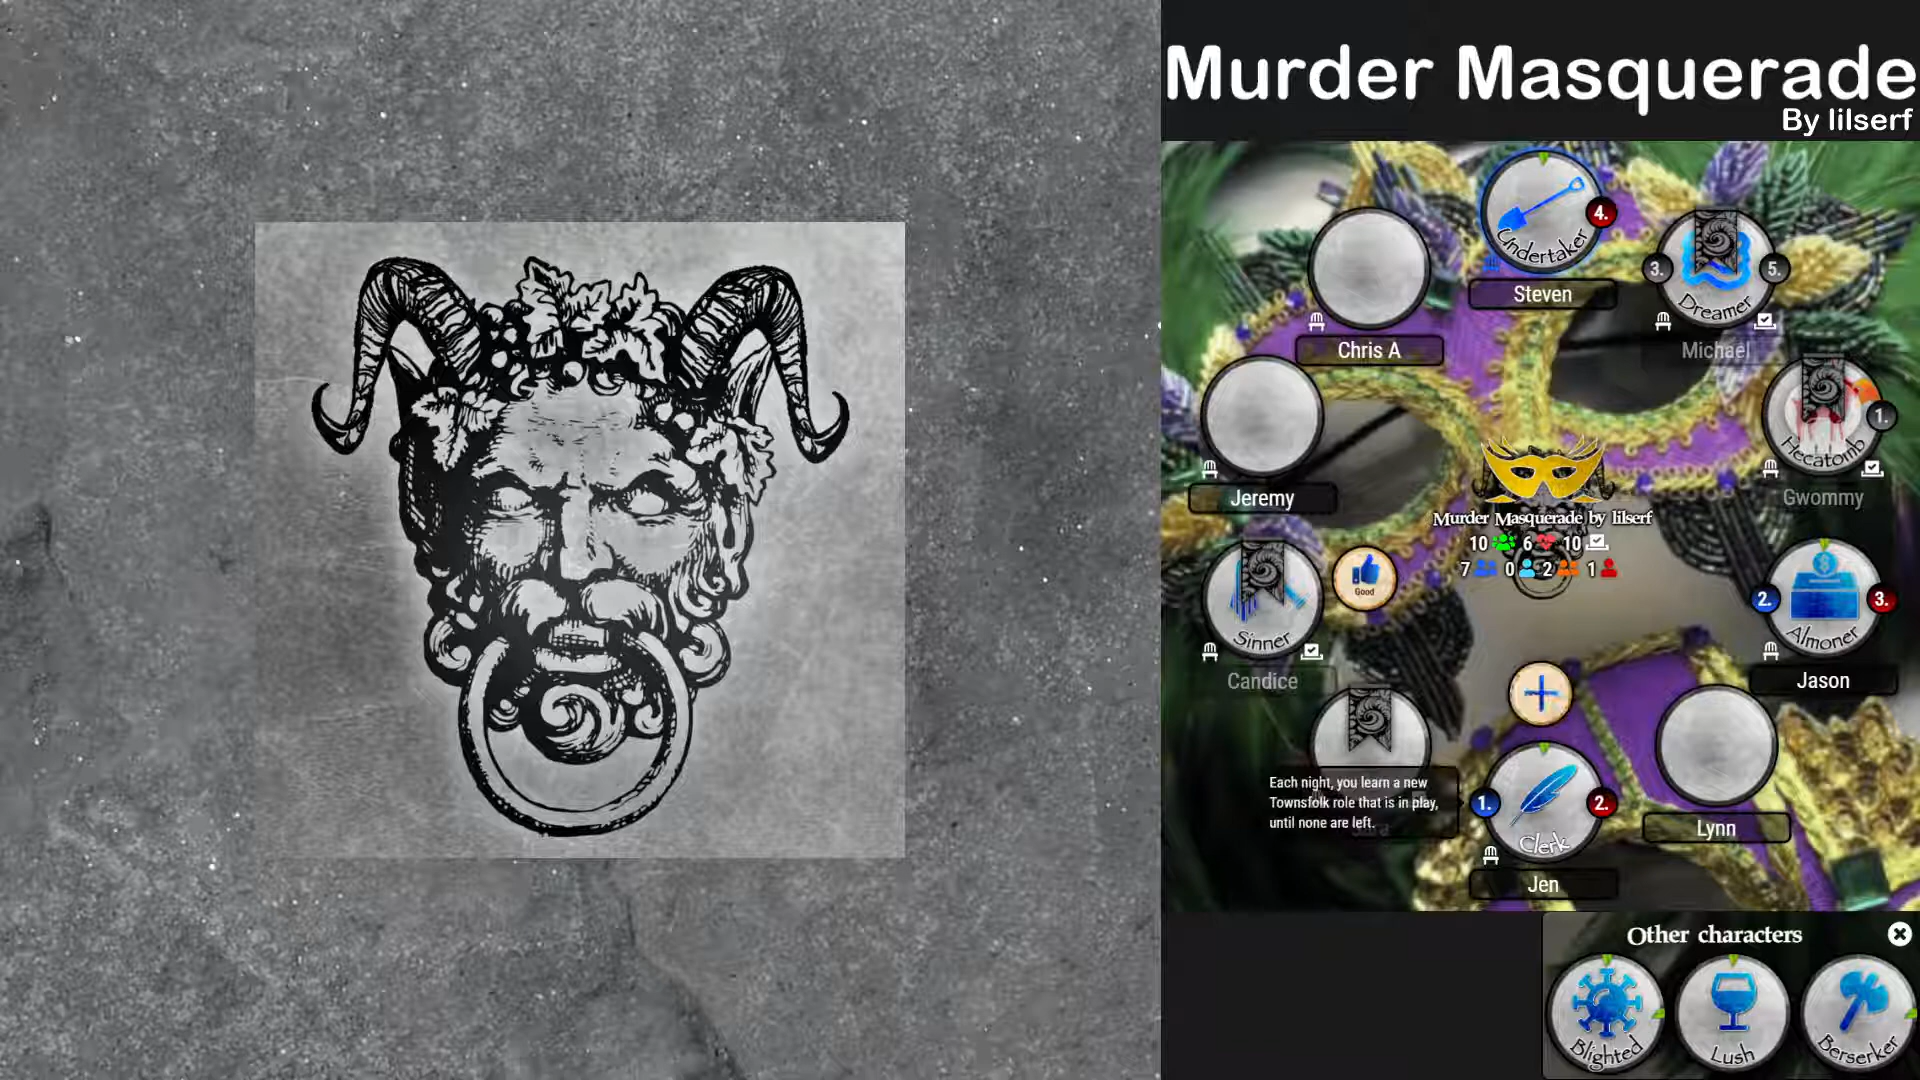 Murder Masquerade
By lilserf
Undertaker
4.
Steven
Chris A
3.
5.
Dreamer
Michael
Jeremy
Hecatomb
1.
Gwommy
Murder Masquerade by lilserf
10 6 10
7 0 2 1
Sinner
Good
Candice
2.
3.
Almoner
Jason
Each night, you learn a new
Townsfolk role that is in play,
until none are left.
1.
2.
Clerk
Jen
Lynn
Other characters
Blighted
Lush
Berserker